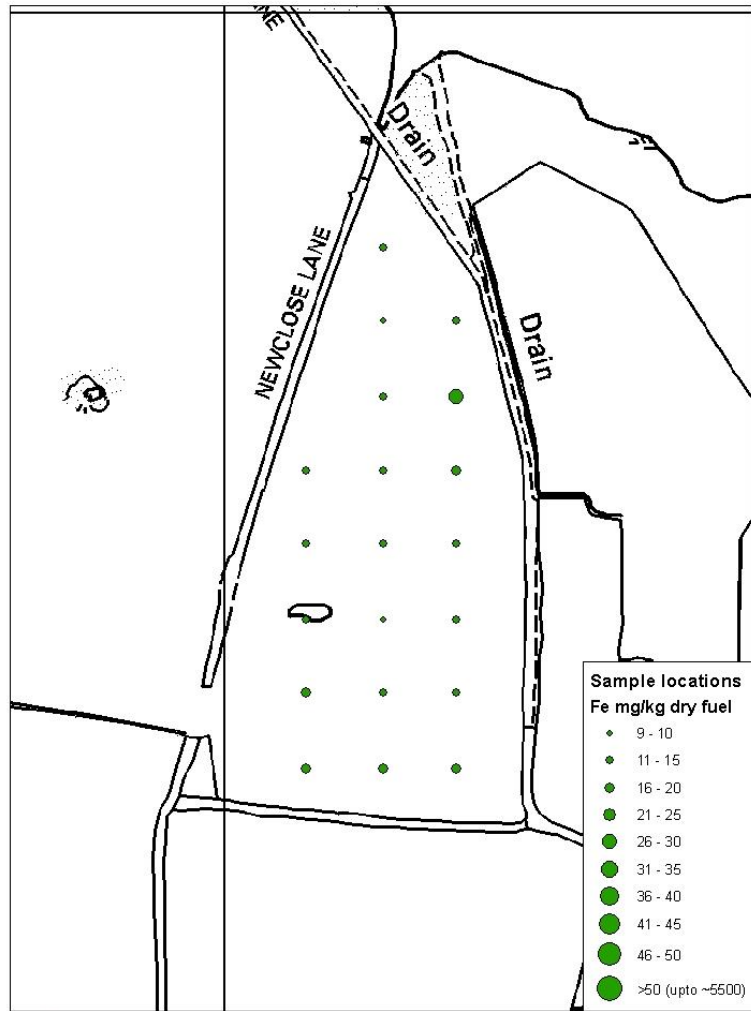 NE
Drain
NEWCLOSE LANE
Drain
Sample locations
Fe mg/kg dry fuel
9 - 10
11 - 15
16 - 20
21 - 25
26 - 30
31 - 35
36 - 40
41 - 45
46 - 50
>50 (upto ~5500)